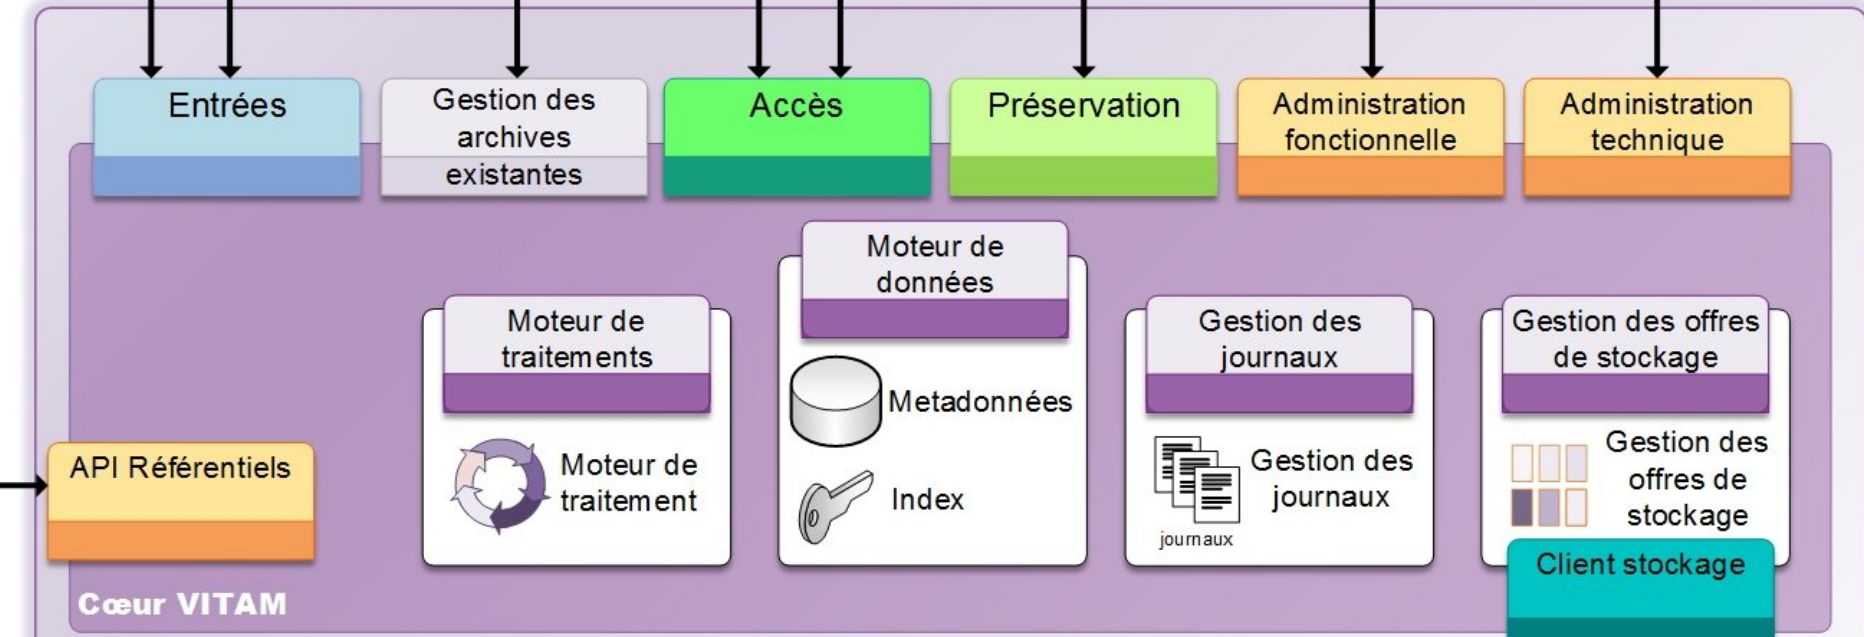 Entrées
Gestion des
archives
existantes
Accès
Préservation
Administration
fonctionnelle
Administration
technique
Moteur de
données
Metadonnées
Index
Moteur de
traitements
Moteur de
traitement
Gestion des
journaux
Gestion des
journaux
journaux
Gestion des offres
de stockage
Gestion des
offres de
stockage
Client stockage
API Référentiels
Cœur VITAM